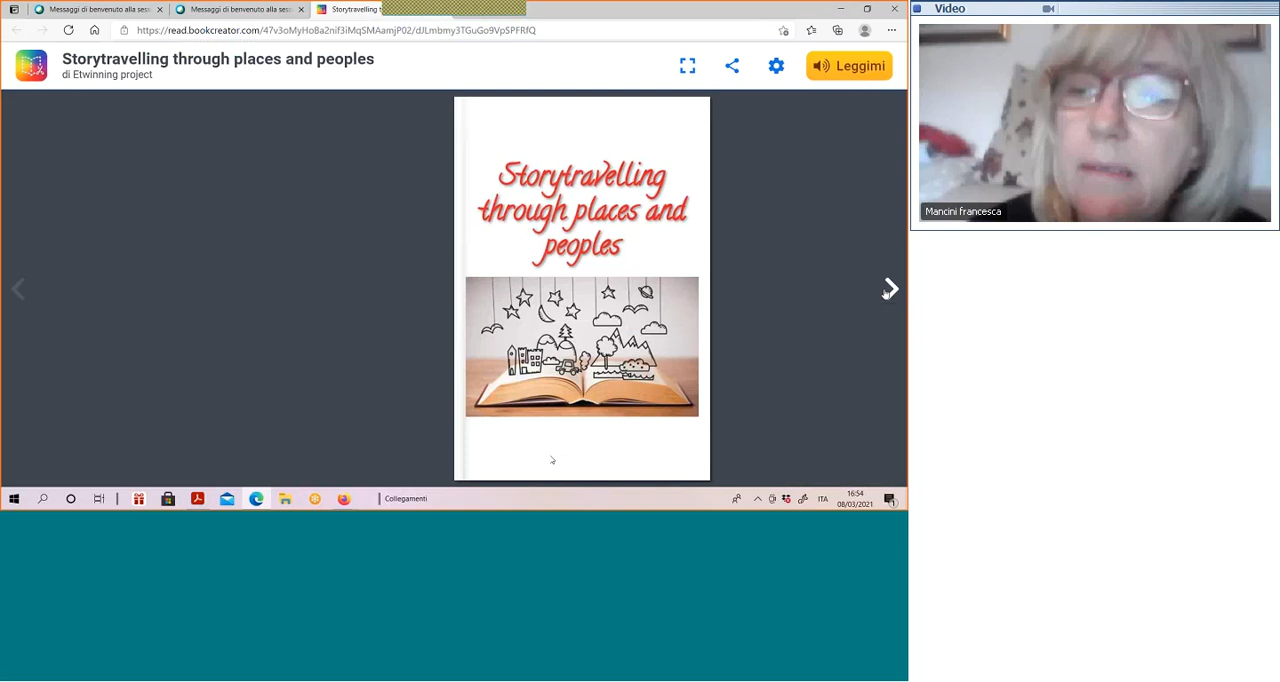 Messaggi di benvenuto alla sess
Messaggi di benvenuto alla sess
Storytravelling t
https://read.bookcreator.com/47v3oMyHoBa2nif3iMqSMAamjP02/dJLmbmy3TGuGo9VpSPFRfQ
Storytravelling through places and peoples
di Etwinning project
Leggimi
Storytravelling
through places and
peoples
Collegamenti
ITA
16:54
08/03/2021
1
Video
Mancini francesca